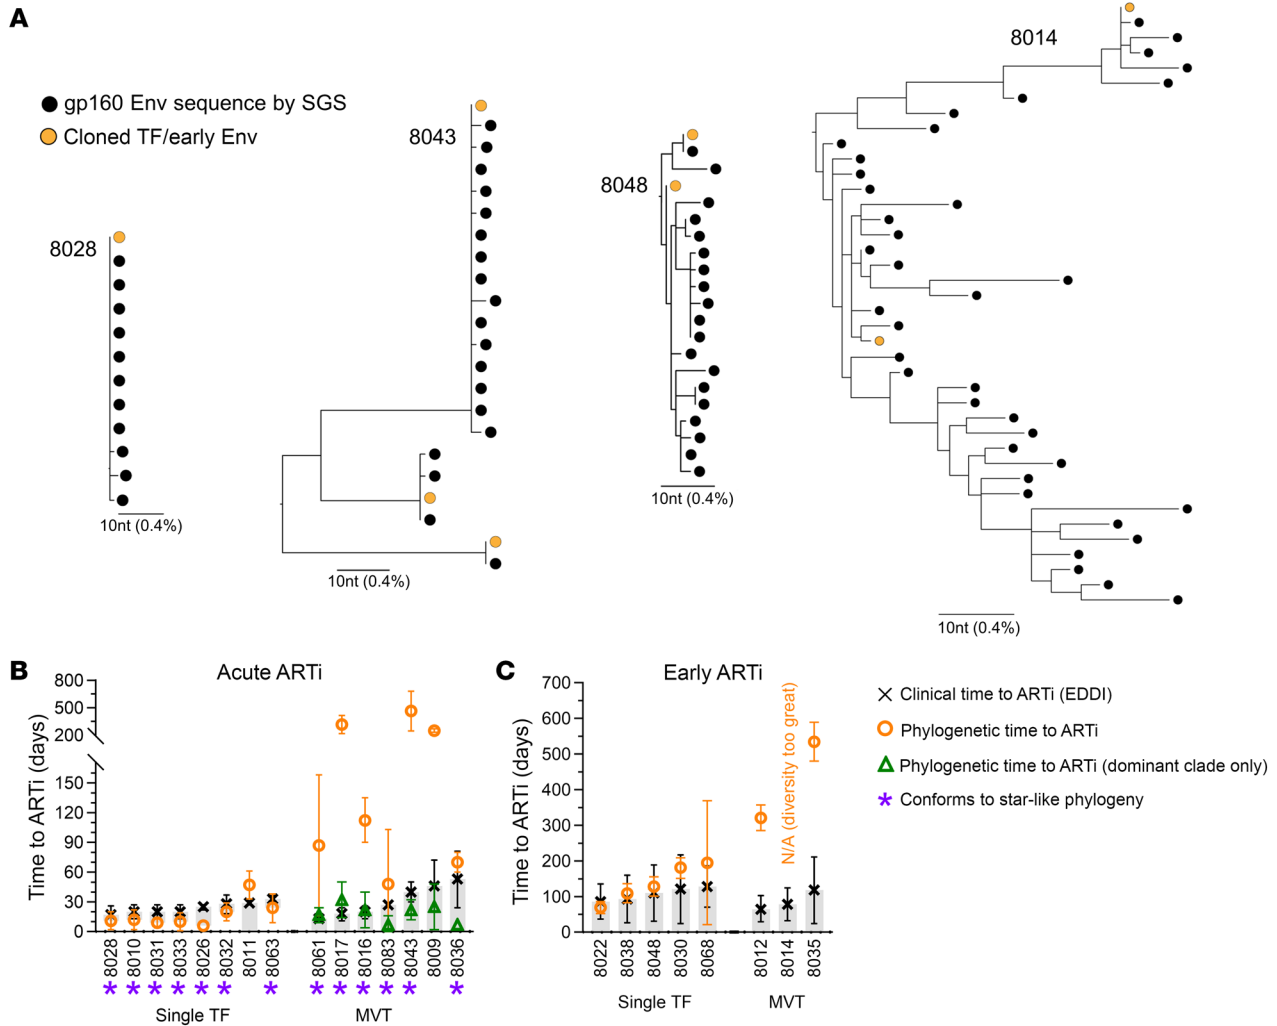 A
gp160 Env sequence by SGS
Cloned TF/early Env
8028
10nt (0.4%)
8043
10nt (0.4%)
8048
10nt (0.4%)
8014
10nt (0.4%)
B
Acute ARTi
Time to ARTi (days)
800
500
200
150
120
90
60
30
0
8028
8010
8031
8033
8026
8032
8011
8063
8061
8017
8016
8083
8043
8009
8036
* * * * * * * * * * * * *
Single TF
MVT
C
Early ARTi
Time to ARTi (days)
700
600
500
400
300
200
100
0
N/A (diversity too great)
8022
8038
8048
8030
8068
8012
8014
8035
Single TF
MVT
Clinical time to ARTi (EDDI)
Phylogenetic time to ARTi
Phylogenetic time to ARTi (dominant clade only)
* Conforms to star-like phylogeny